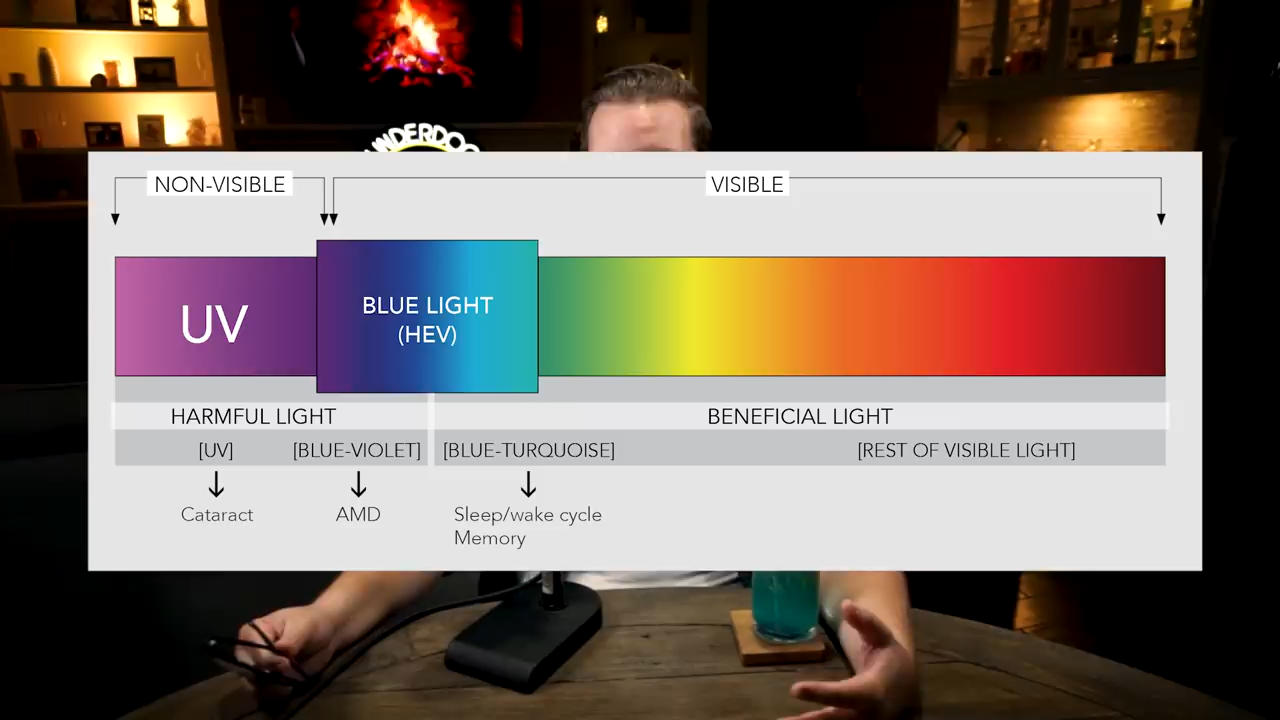 UNDERDOG
NON-VISIBLE
VISIBLE
UV
BLUE LIGHT
(HEV)
HARMFUL LIGHT
BENEFICIAL LIGHT
[UV]
[BLUE-VIOLET]
[BLUE-TURQUOISE]
[REST OF VISIBLE LIGHT]
Cataract
AMD
Sleep/wake cycle
Memory